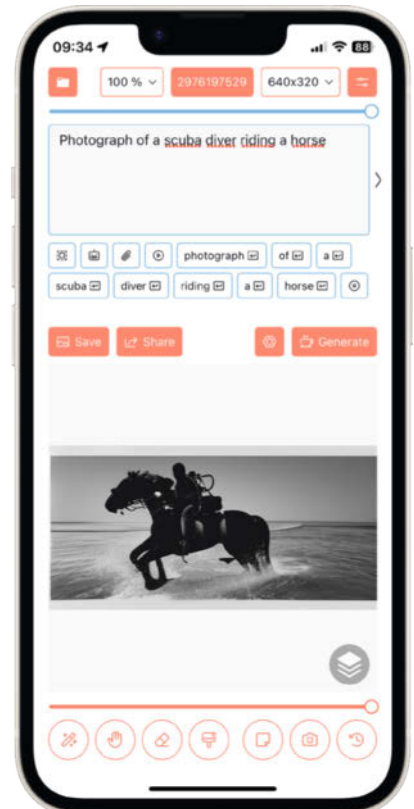 09:34 88
100 % 2976197529 640x320
Photograph of a scuba diver riding a horse
photograph of a
scuba diver riding a horse
Save Share Generate